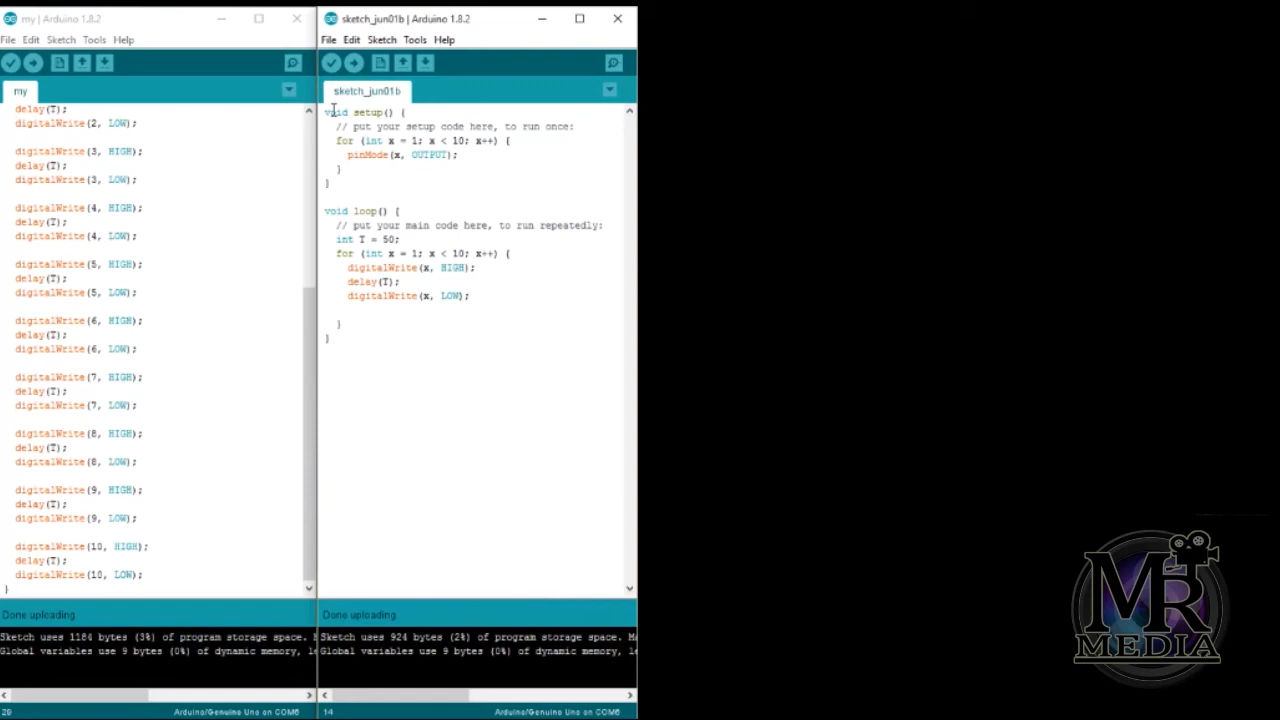 my | Arduino 1.8.2
File Edit Sketch Tools Help
my
delay(T);
digitalWrite(2, LOW);
digitalWrite(3, HIGH);
delay(T);
digitalWrite(3, LOW);
digitalWrite(4, HIGH);
delay(T);
digitalWrite(4, LOW);
digitalWrite(5, HIGH);
delay(T);
digitalWrite(5, LOW);
digitalWrite(6, HIGH);
delay(T);
digitalWrite(6, LOW);
digitalWrite(7, HIGH);
delay(T);
digitalWrite(7, LOW);
digitalWrite(8, HIGH);
delay(T);
digitalWrite(8, LOW);
digitalWrite(9, HIGH);
delay(T);
digitalWrite(9, LOW);
digitalWrite(10, HIGH);
delay(T);
digitalWrite(10, LOW);
}
Done uploading
Sketch uses 1184 bytes (3%) of program storage space. M
Global variables use 9 bytes (0%) of dynamic memory, le
29 Arduino/Genuino Uno on COM6
sketch_jun01b | Arduino 1.8.2
File Edit Sketch Tools Help
sketch_jun01b
void setup() {
// put your setup code here, to run once:
for (int x = 1; x < 10; x++) {
pinMode(x, OUTPUT);
}
}
void loop() {
// put your main code here, to run repeatedly:
int T = 50;
for (int x = 1; x < 10; x++) {
digitalWrite(x, HIGH);
delay(T);
digitalWrite(x, LOW);
}
}
Done uploading
Sketch uses 924 bytes (2%) of program storage space. Ma
Global variables use 9 bytes (0%) of dynamic memory, le
14 Arduino/Genuino Uno on COM6
MR
MEDIA